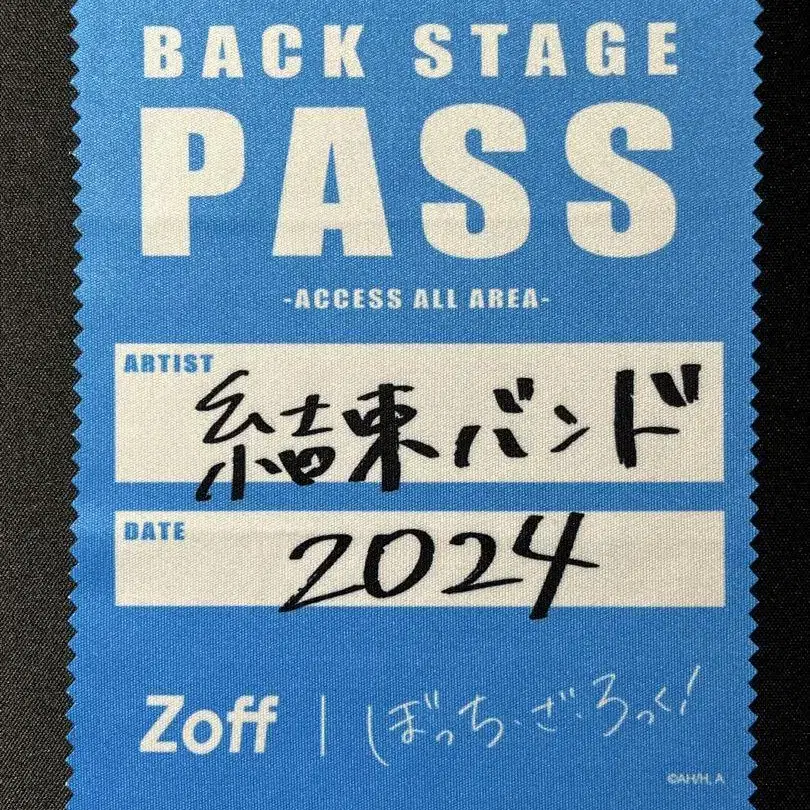 BACK STAGE
PASS
-ACCESS ALL AREA-
ARTIST
結束バンド
DATE
2024
Zoff | ぼっち・ざ・ろっく!
©AH/H, A